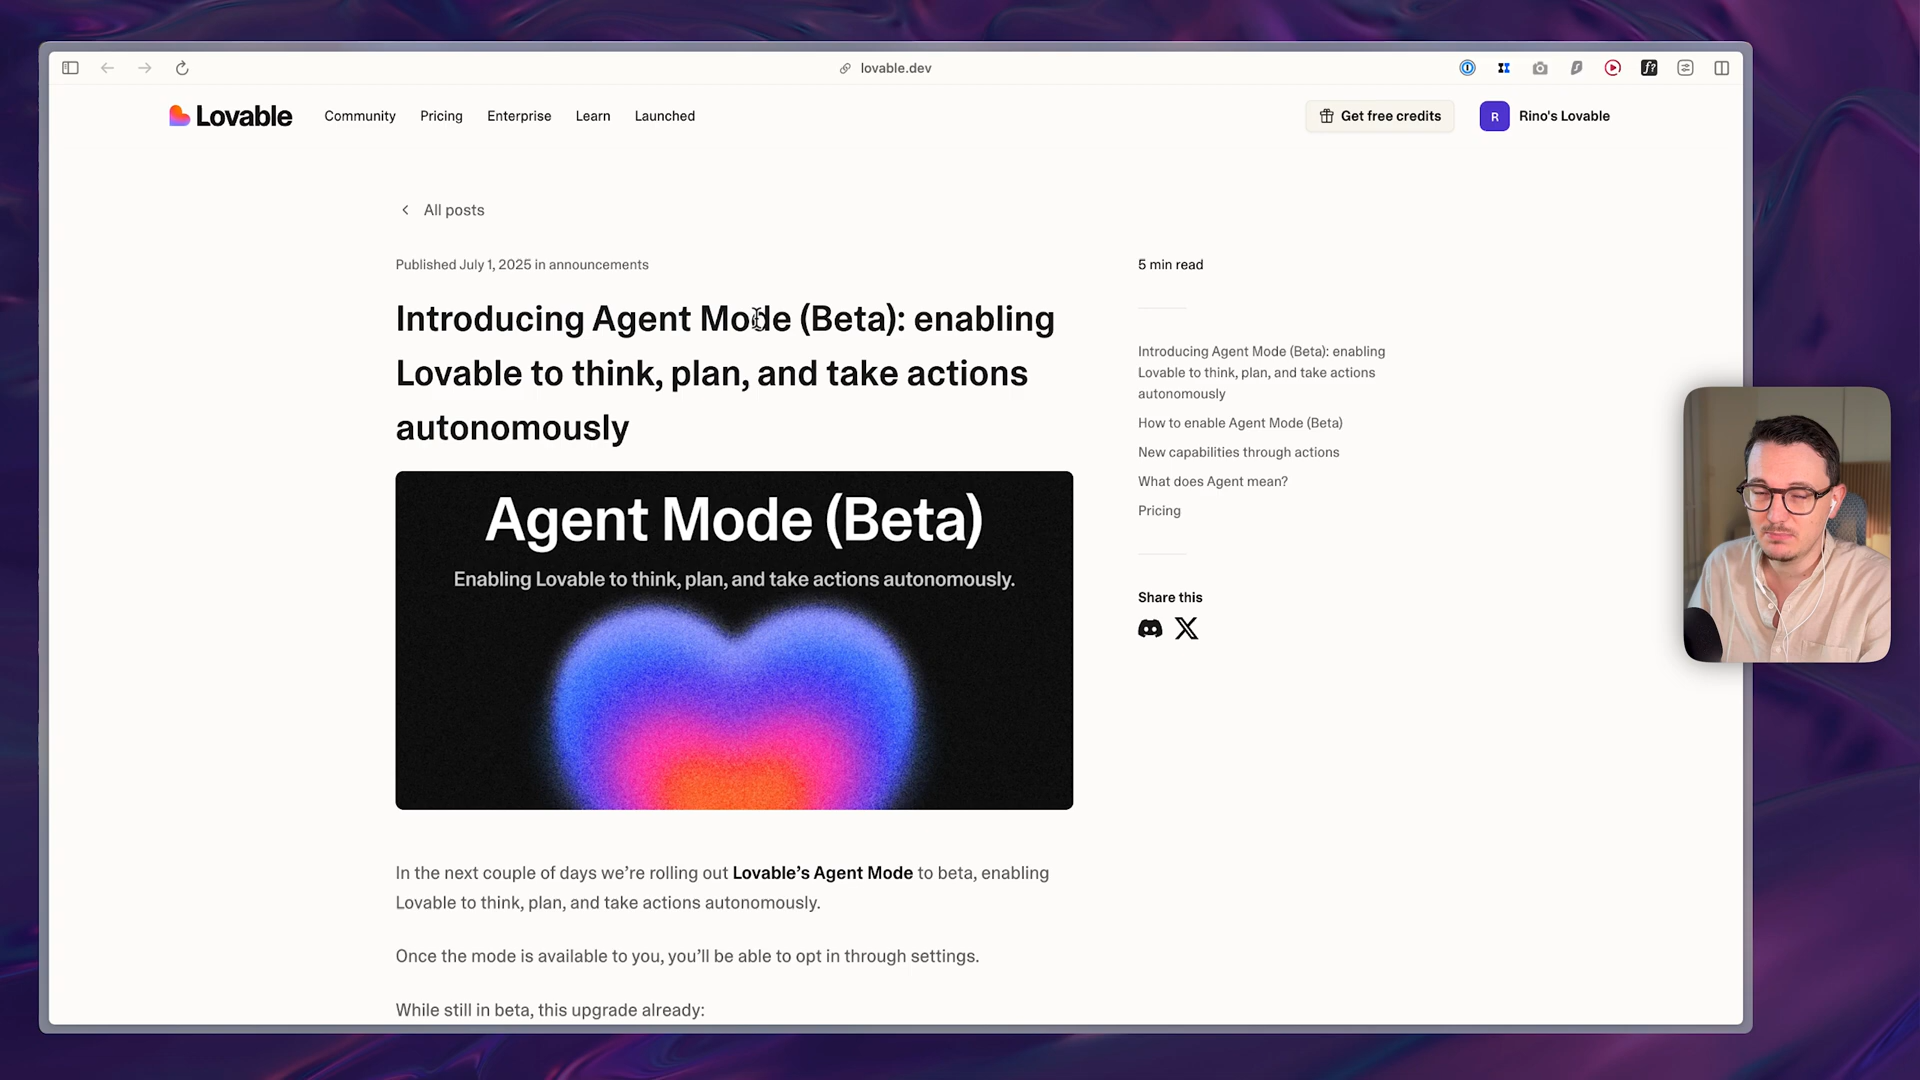 lovable.dev
Lovable
Community
Pricing
Enterprise
Learn
Launched
Get free credits
R
Rino's Lovable
All posts
Published July 1, 2025 in announcements
Introducing Agent Mode (Beta): enabling
Lovable to think, plan, and take actions
autonomously
Agent Mode (Beta)
Enabling Lovable to think, plan, and take actions autonomously.
In the next couple of days we’re rolling out Lovable’s Agent Mode to beta, enabling
Lovable to think, plan, and take actions autonomously.
Once the mode is available to you, you’ll be able to opt in through settings.
While still in beta, this upgrade already:
5 min read
Introducing Agent Mode (Beta): enabling
Lovable to think, plan, and take actions
autonomously
How to enable Agent Mode (Beta)
New capabilities through actions
What does Agent mean?
Pricing
Share this